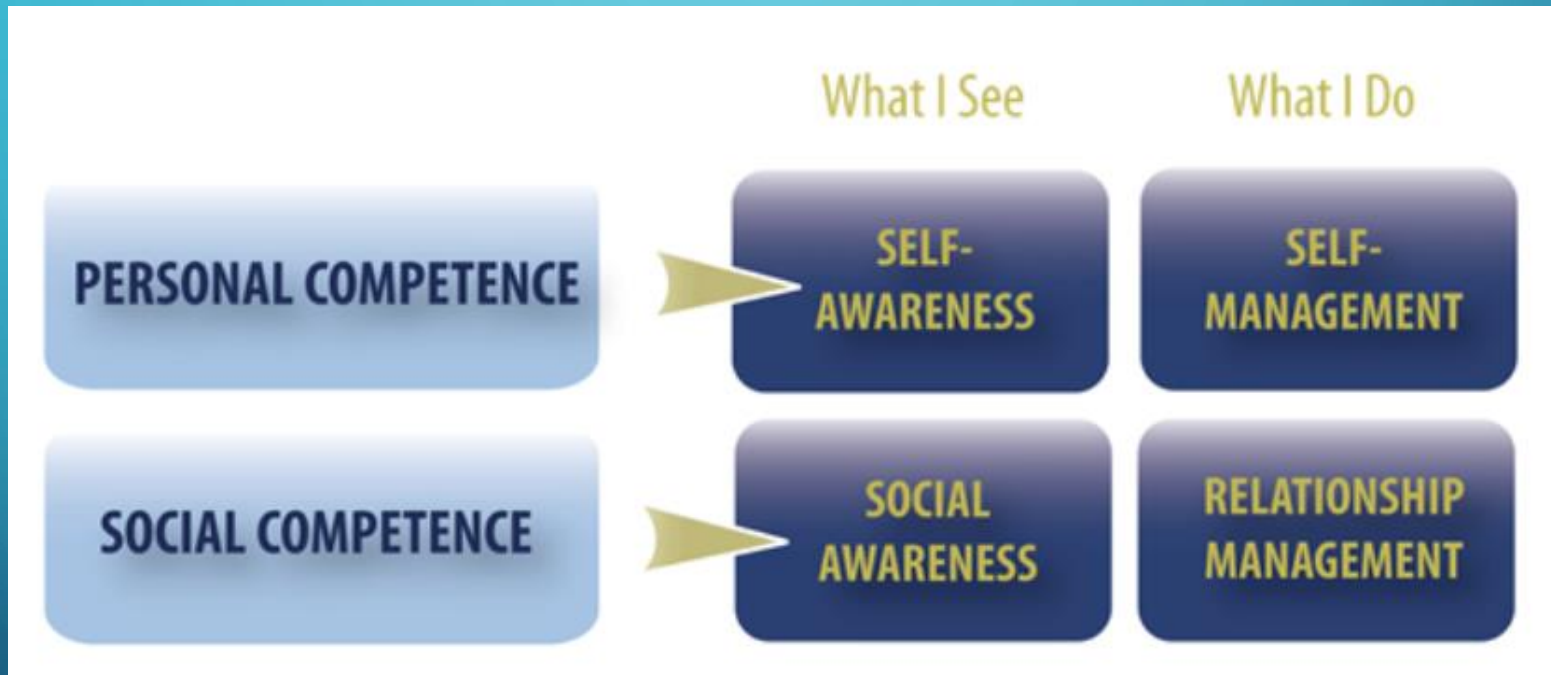 What I See
What I Do
PERSONAL COMPETENCE
SELF-
AWARENESS
SELF-
MANAGEMENT
SOCIAL COMPETENCE
SOCIAL
AWARENESS
RELATIONSHIP
MANAGEMENT